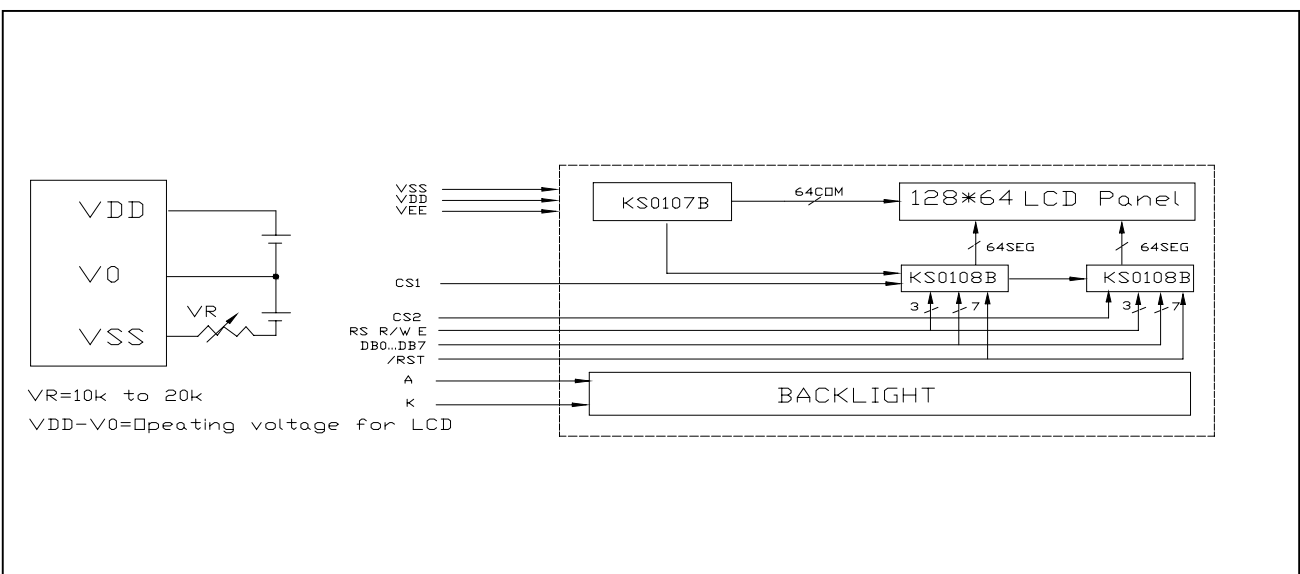 VDD
V0
VR
VSS
VR=10k to 20k
VDD-V0=Opeating voltage for LCD
VSS
VDD
VEE
CS1
CS2
RS R/W E
DB0...DB7
/RST
A
K
KS0107B
64COM
128*64 LCD Panel
64SEG
64SEG
KS0108B
KS0108B
3
7
3
7
BACKLIGHT